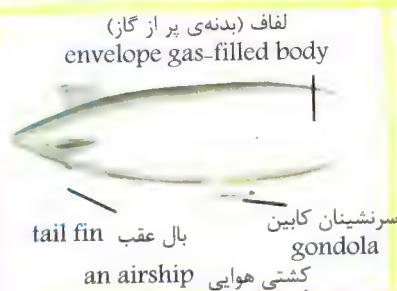 لفاف (بدنه‌ی پر از گاز)
envelope gas-filled body
سرنشینان کابین
gondola
بال عقب tail fin
کشتی هوایی an airship